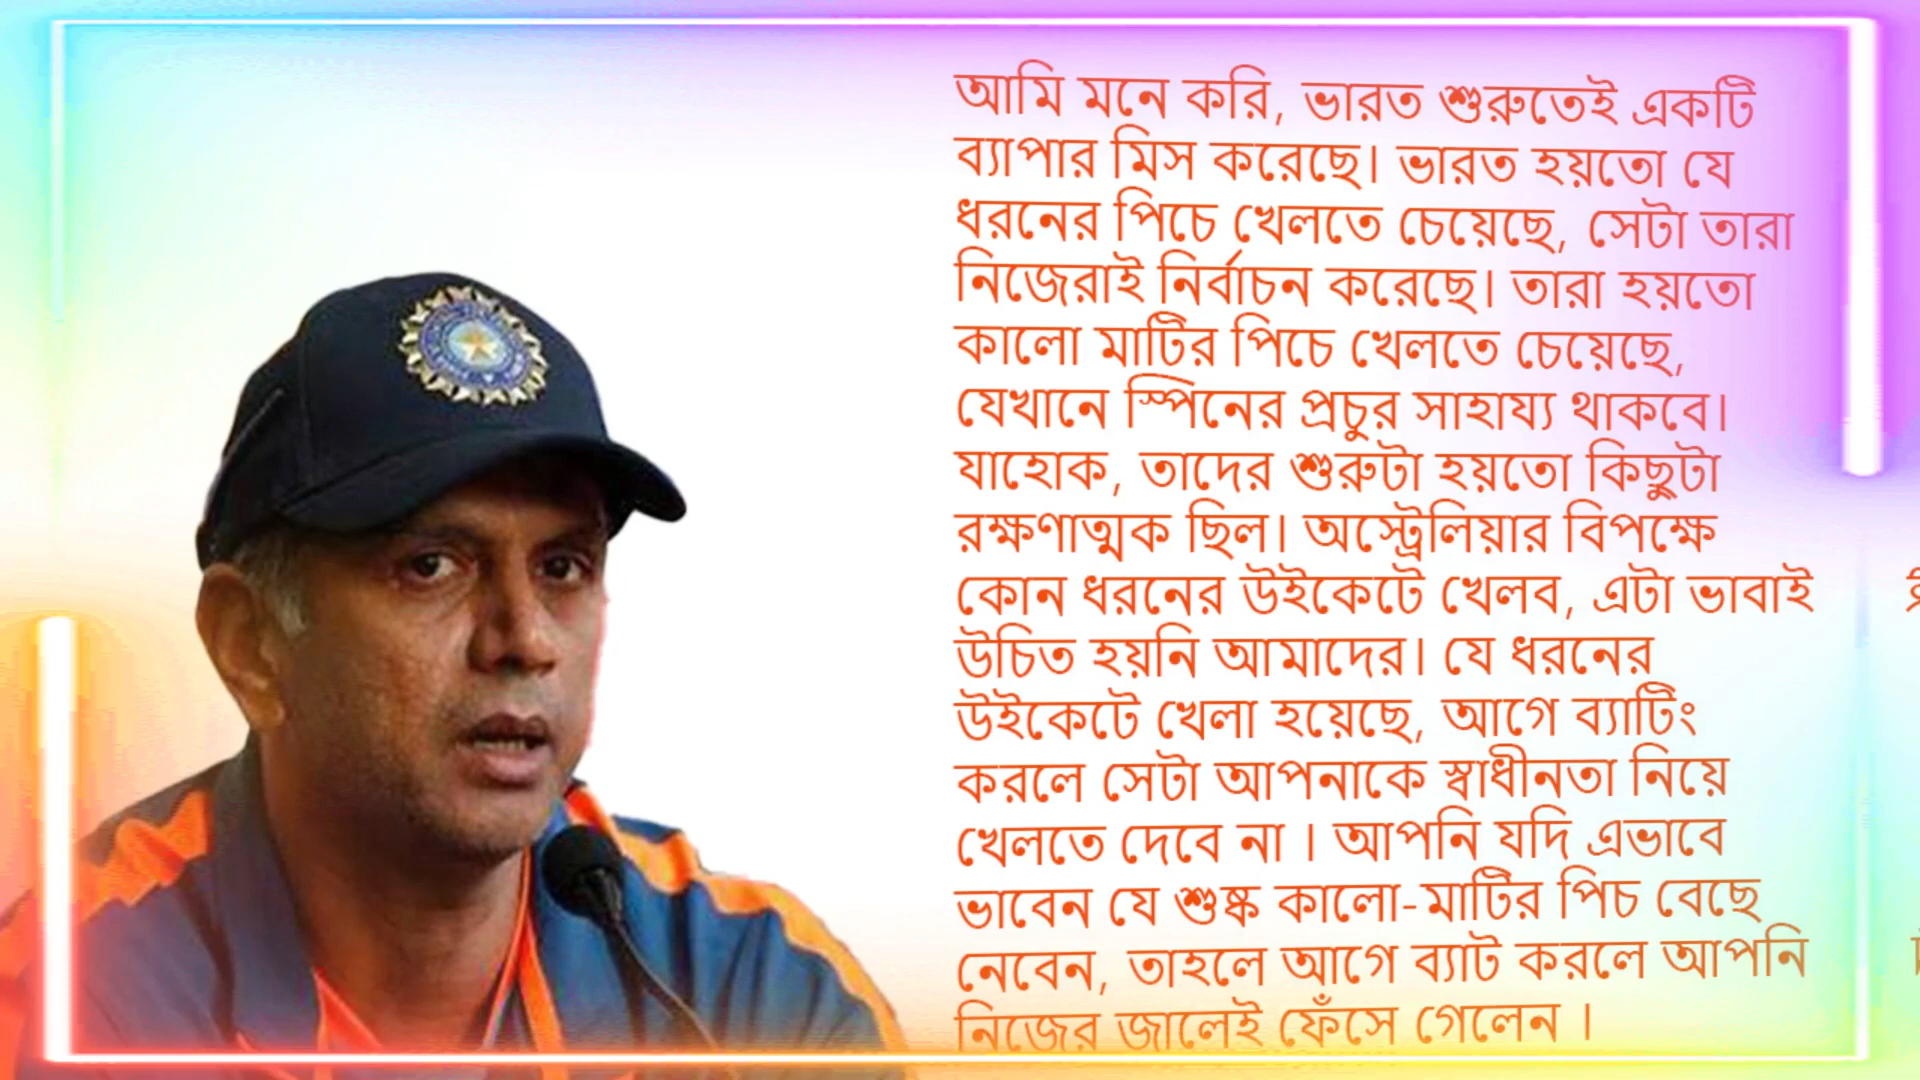 আমি মনে করি, ভারত শুরুতেই একটি
ব্যাপার মিস করেছে। ভারত হয়তো যে
ধরনের পিচে খেলতে চেয়েছে, সেটা তারা
নিজেরাই নির্বাচন করেছে। তারা হয়তো
কালো মাটির পিচে খেলতে চেয়েছে,
যেখানে স্পিনের প্রচুর সাহায্য থাকবে।
যাহোক, তাদের শুরুটা হয়তো কিছুটা
রক্ষণাত্মক ছিল। অস্ট্রেলিয়ার বিপক্ষে
কোন ধরনের উইকেটে খেলব, এটা ভাবাই
উচিত হয়নি আমাদের। যে ধরনের
উইকেটে খেলা হয়েছে, আগে ব্যাটিং
করলে সেটা আপনাকে স্বাধীনতা নিয়ে
খেলতে দেবে না । আপনি যদি এভাবে
ভাবেন যে শুষ্ক কালো-মাটির পিচ বেছে
নেবেন, তাহলে আগে ব্যাট করলে আপনি
নিজের জালেই ফেঁসে গেলেন ।